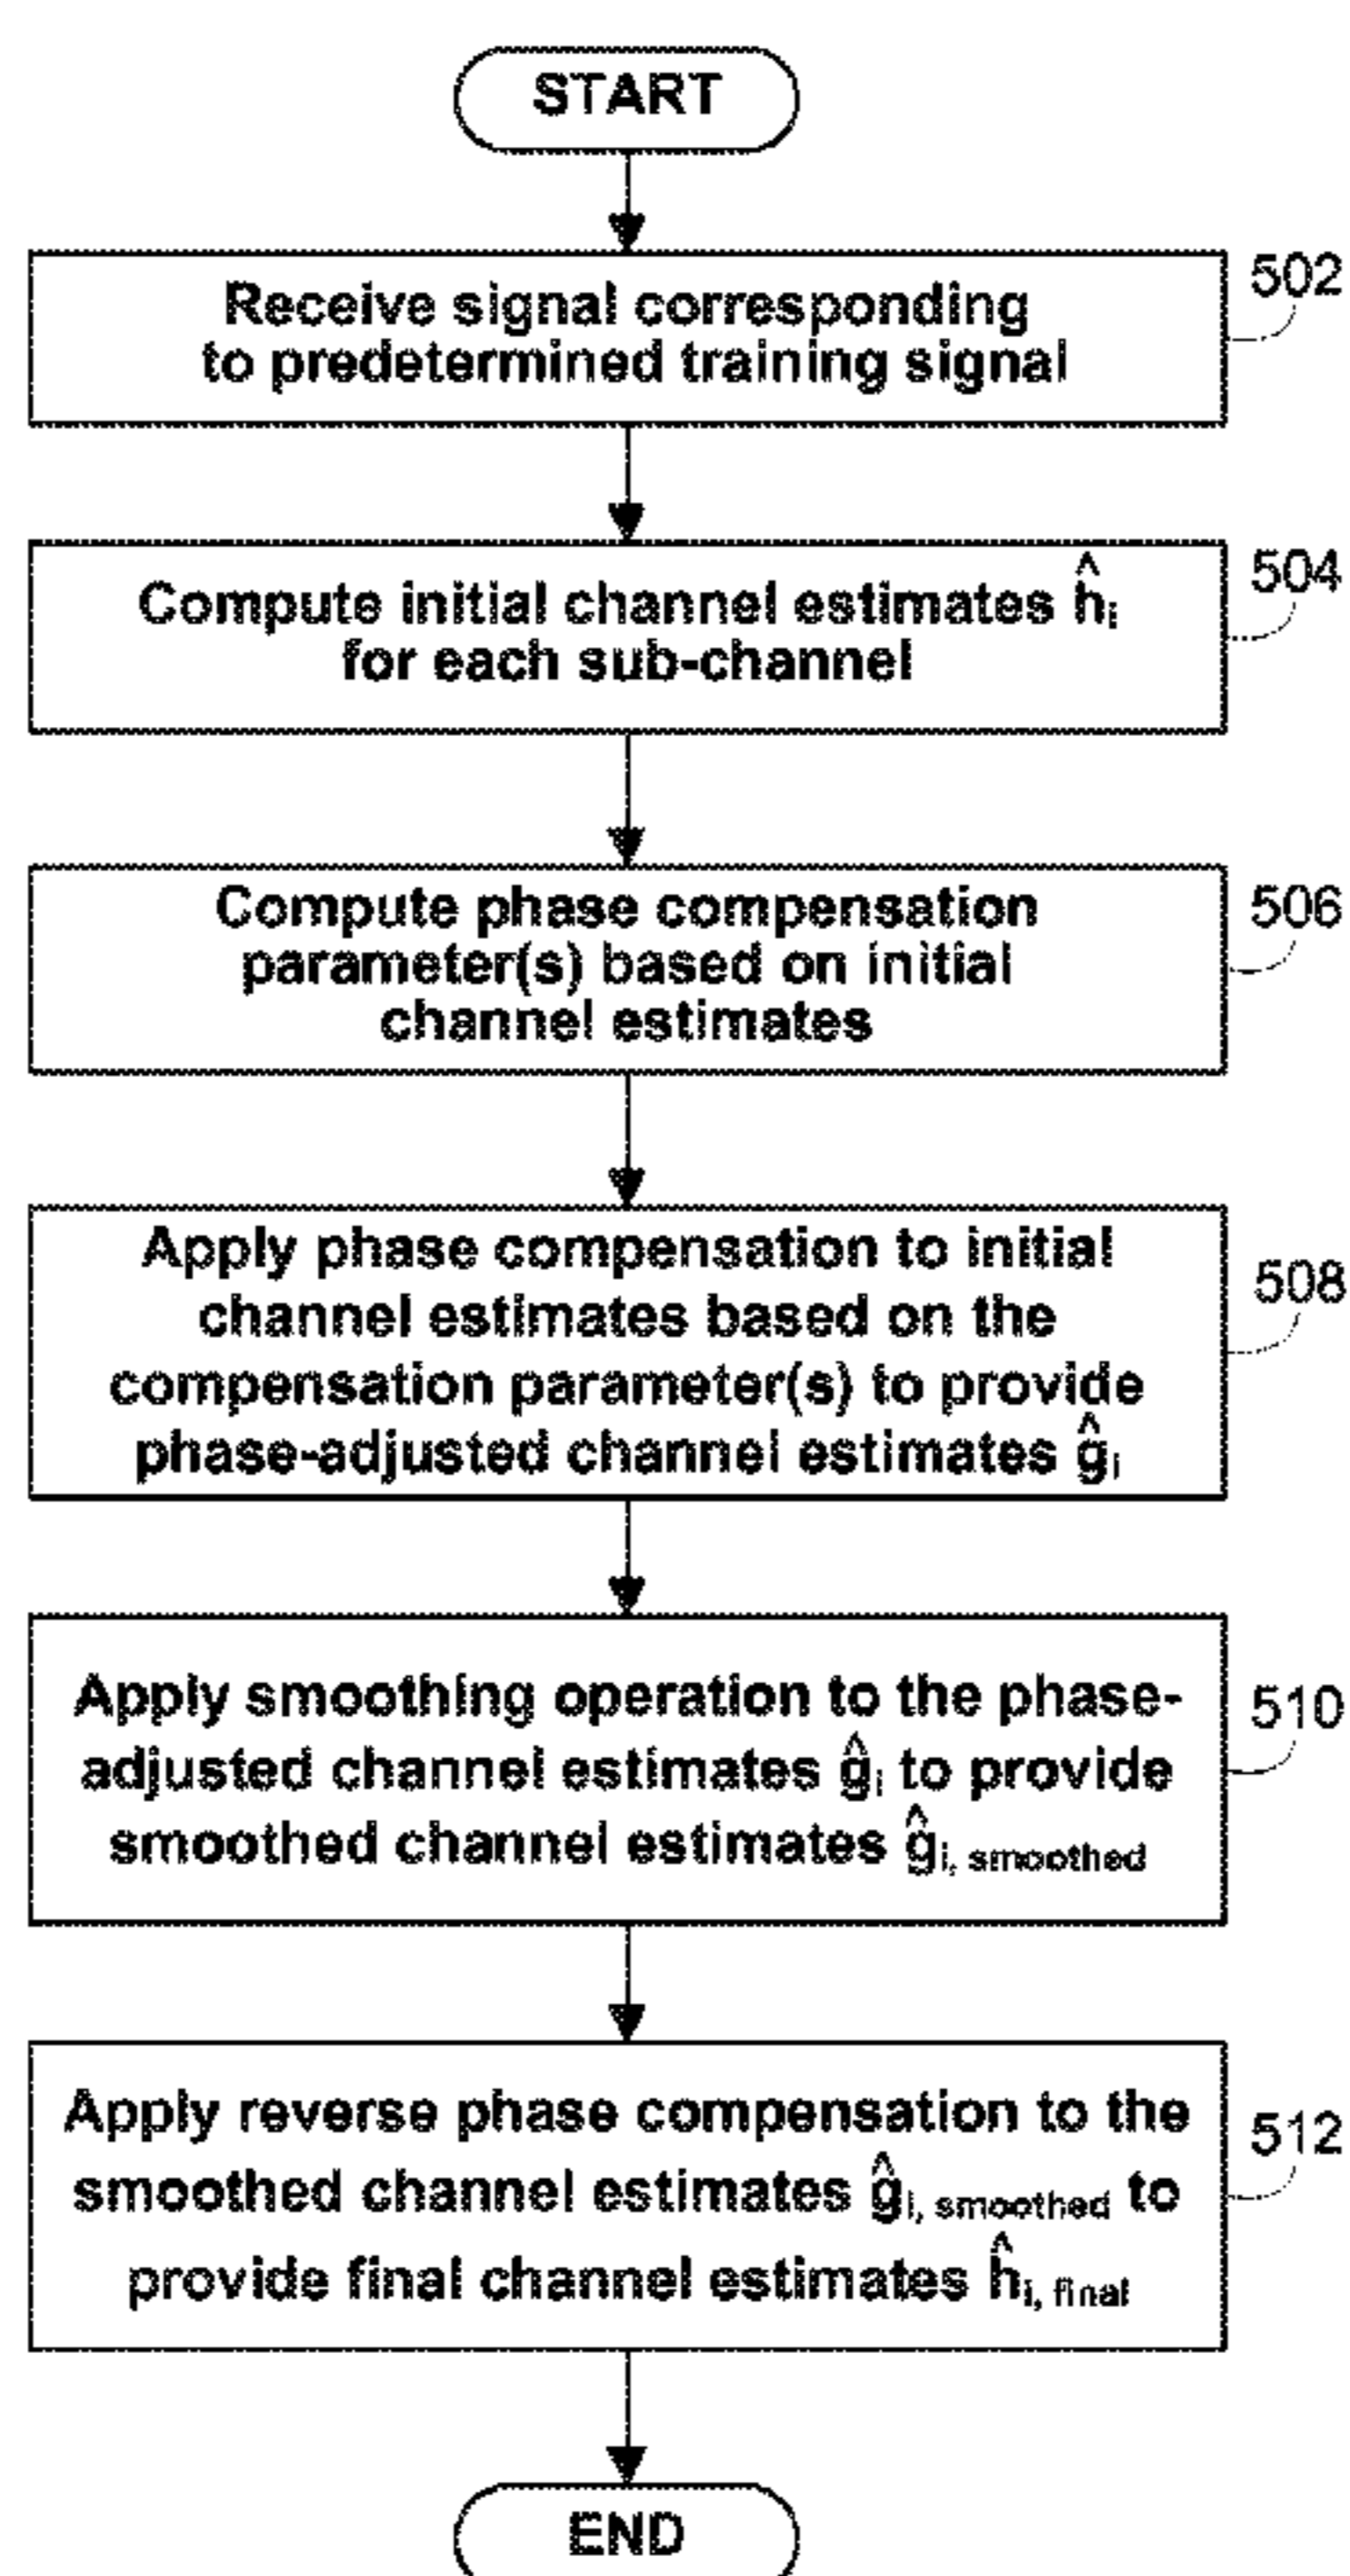 START
Receive signal corresponding
to predetermined training signal
502
Compute initial channel estimates ĥi
for each sub-channel
504
Compute phase compensation
parameter(s) based on initial
channel estimates
506
Apply phase compensation to initial
channel estimates based on the
compensation parameter(s) to provide
phase-adjusted channel estimates ĝi
508
Apply smoothing operation to the phase-
adjusted channel estimates ĝi to provide
smoothed channel estimates ĝi, smoothed
510
Apply reverse phase compensation to the
smoothed channel estimates ĝi, smoothed to
provide final channel estimates ĥi, final
512
END